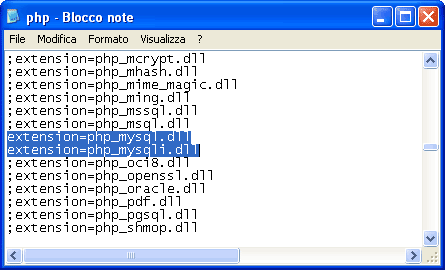 php - Blocco note
File Modifica Formato Visualizza ?
;extension=php_mcrypt.dll
;extension=php_mhash.dll
;extension=php_mime_magic.dll
;extension=php_ming.dll
;extension=php_mssql.dll
;extension=php_msql.dll
extension=php_mysql.dll
extension=php_mysqli.dll
;extension=php_oci8.dll
;extension=php_openssl.dll
;extension=php_oracle.dll
;extension=php_pdf.dll
;extension=php_pgsql.dll
;extension=php_shmop.dll